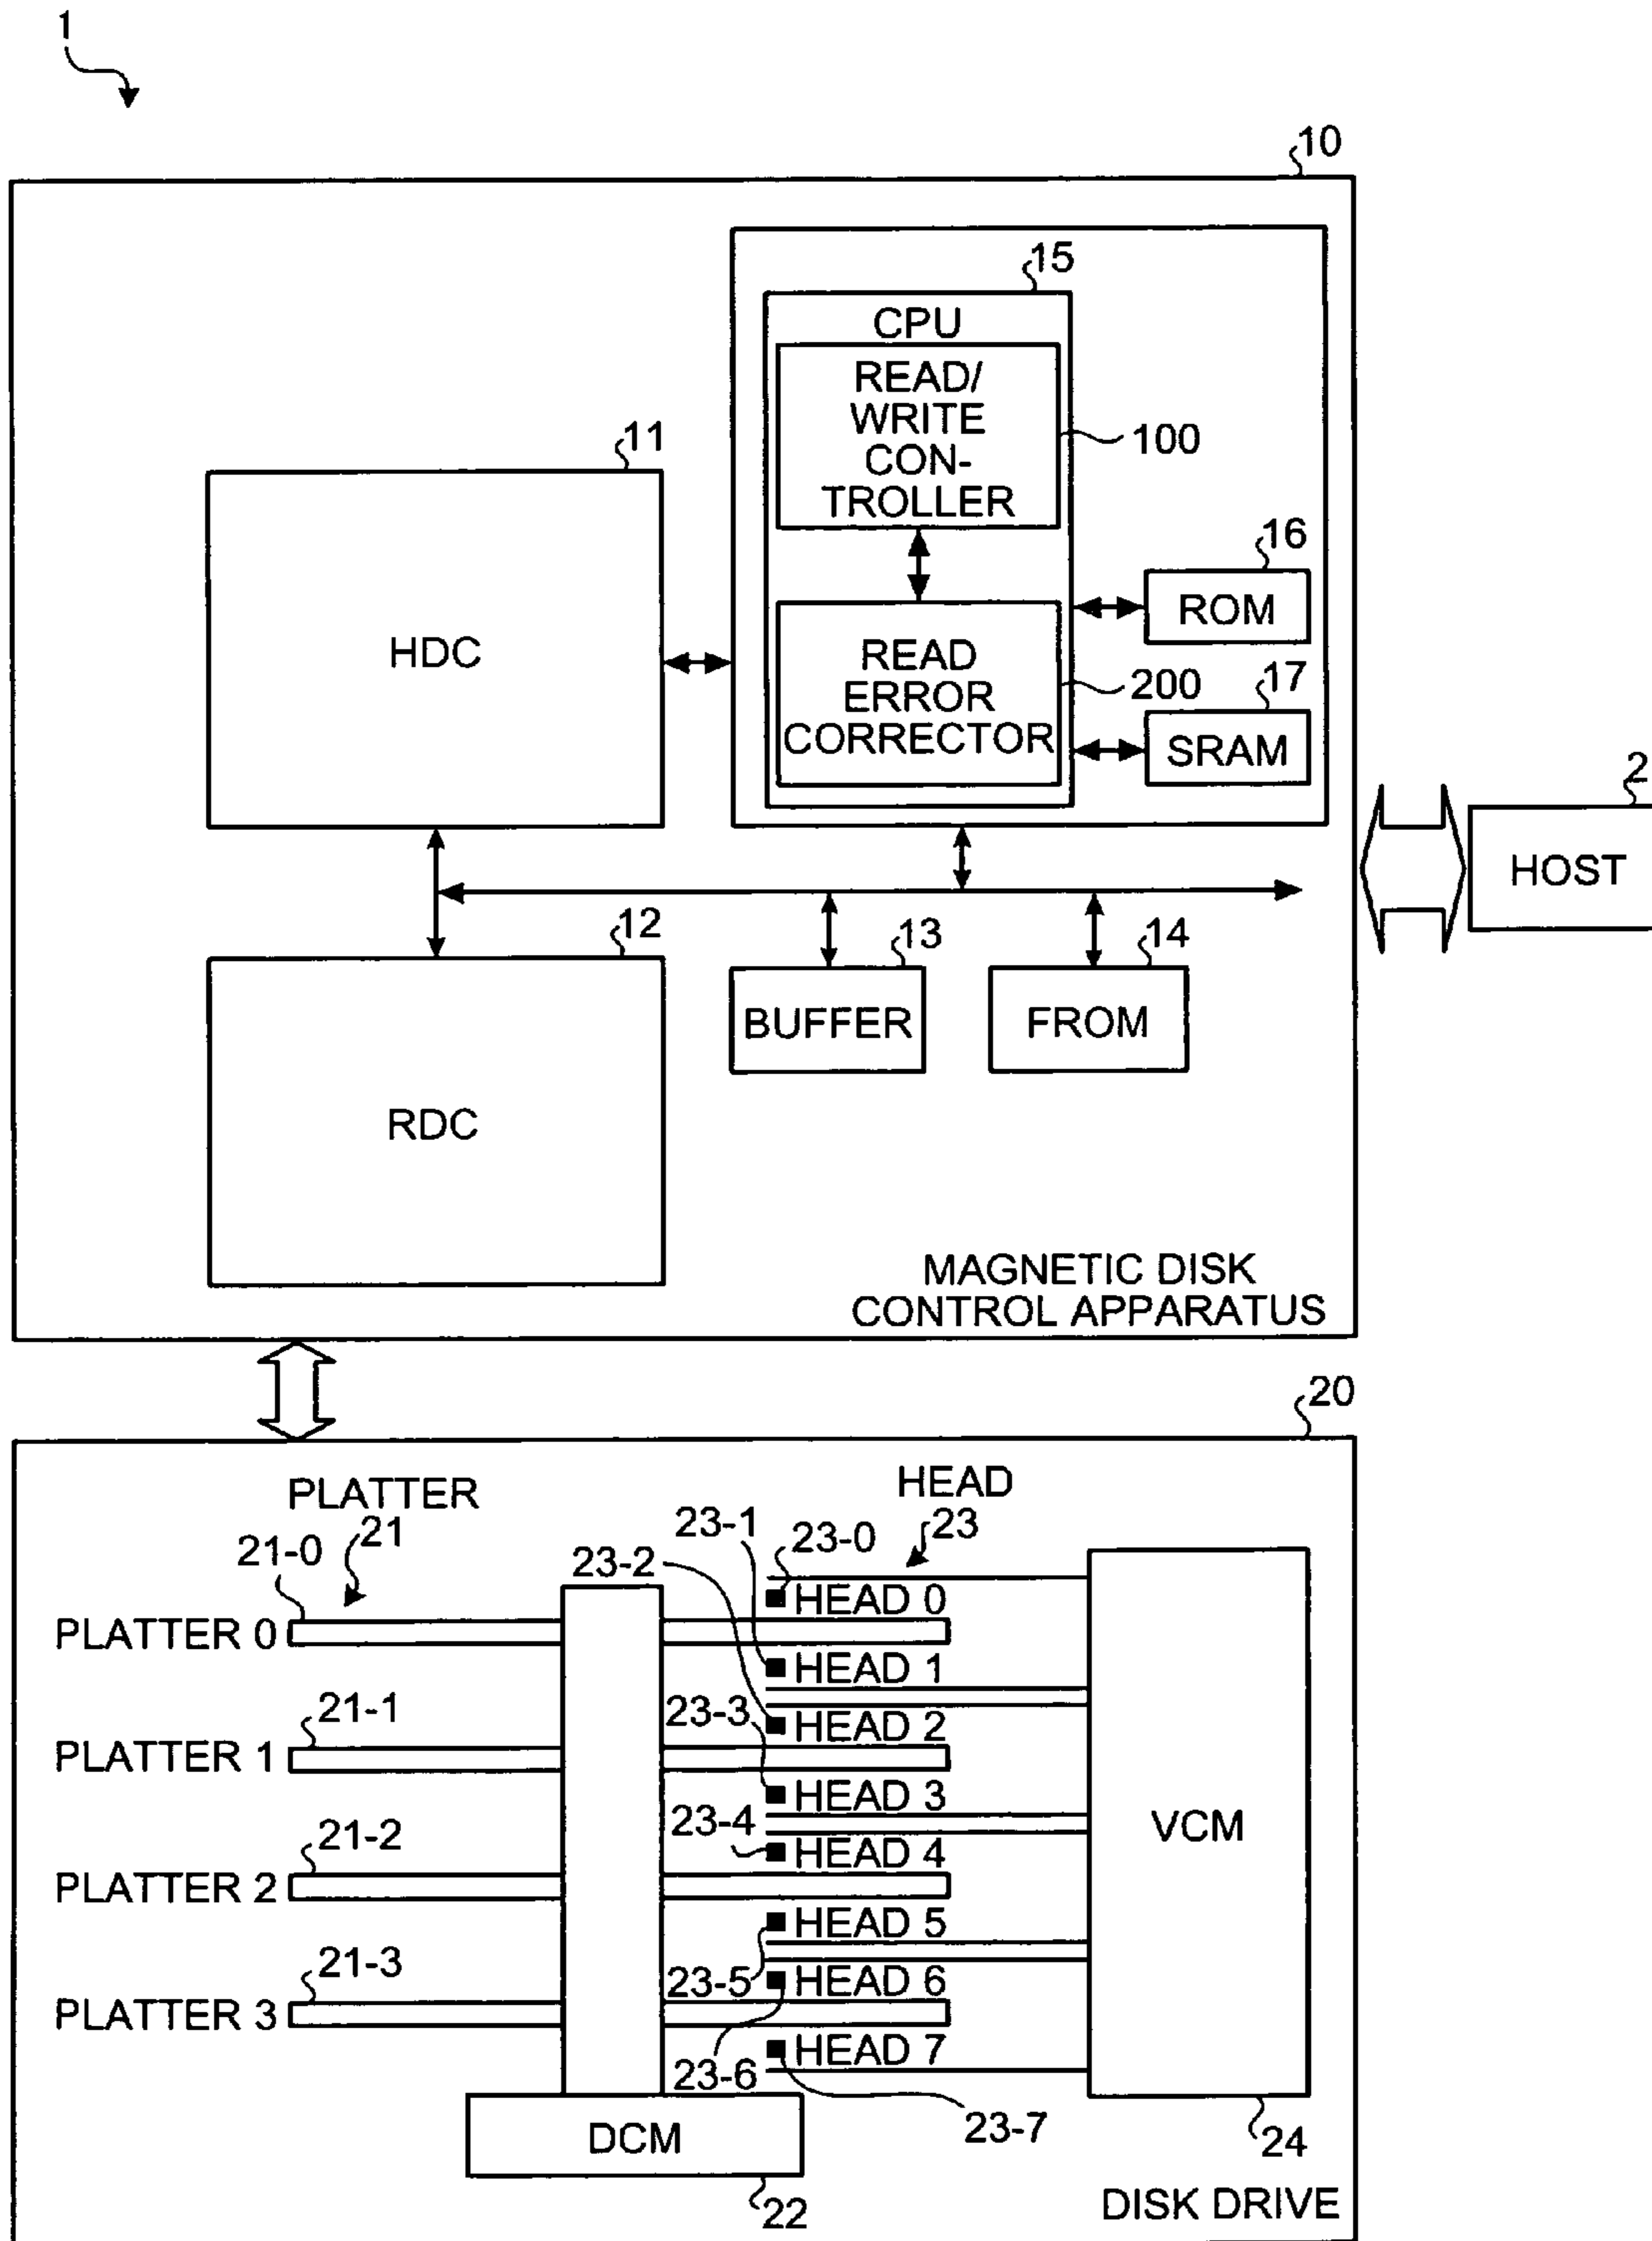 1
10
15
CPU
READ/
WRITE
CON-
TROLLER
100
11
HDC
16
ROM
READ
ERROR
CORRECTOR
200
17
SRAM
2
HOST
12
RDC
13
BUFFER
14
FROM
MAGNETIC DISK
CONTROL APPARATUS
20
PLATTER
HEAD
21
21-0
23-1
23-0
23
23-2
HEAD 0
PLATTER 0
HEAD 1
21-1
23-3
HEAD 2
PLATTER 1
HEAD 3
23-4
VCM
21-2
HEAD 4
PLATTER 2
HEAD 5
21-3
23-5
HEAD 6
PLATTER 3
HEAD 7
23-6
23-7
DCM
24
22
DISK DRIVE